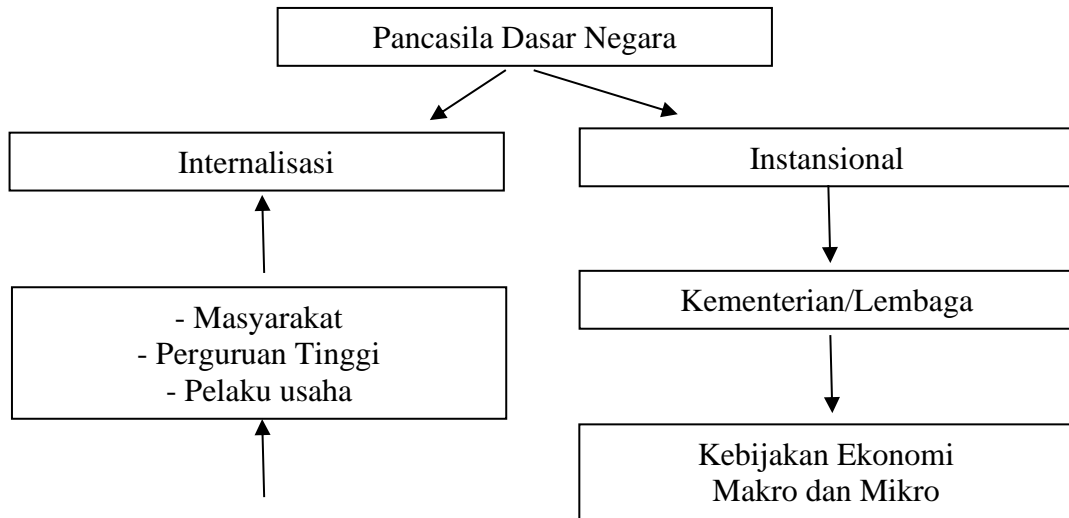 Pancasila Dasar Negara
Internalisasi
Instansional
- Masyarakat
- Perguruan Tinggi
- Pelaku usaha
Kementerian/Lembaga
Kebijakan Ekonomi
Makro dan Mikro